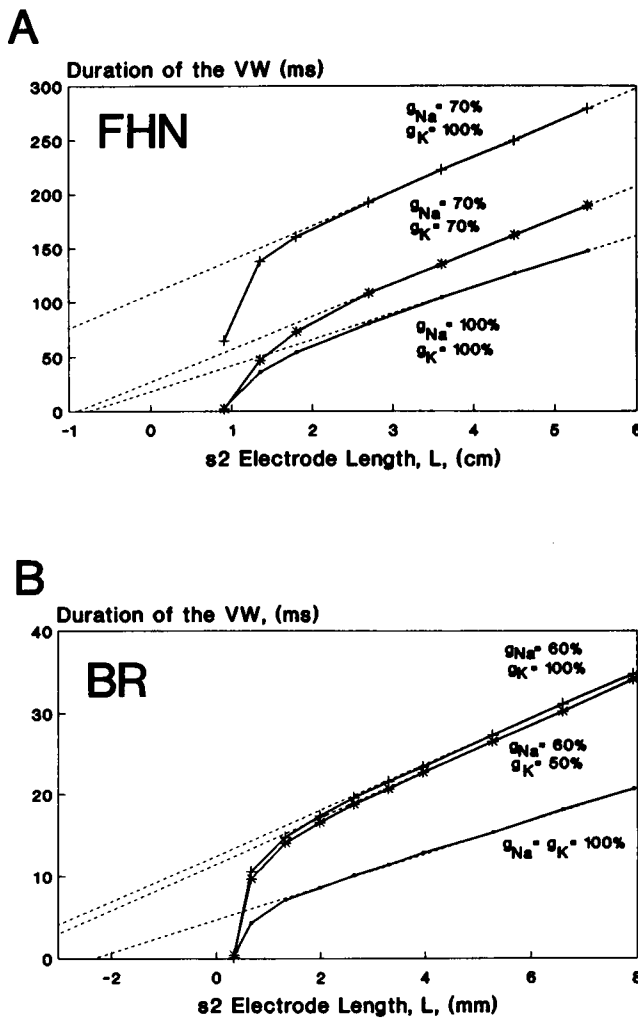 A
Duration of the VW (ms)
300
250
200
150
100
50
0
FHN
gNa= 70%
gK= 100%
gNa= 70%
gK= 70%
gNa= 100%
gK= 100%
-1 0 1 2 3 4 5 6
s2 Electrode Length, L, (cm)
B
Duration of the VW, (ms)
40
30
20
10
0
BR
gNa= 60%
gK= 100%
gNa= 60%
gK= 50%
gNa= gK= 100%
-2 0 2 4 6 8
s2 Electrode Length, L, (mm)